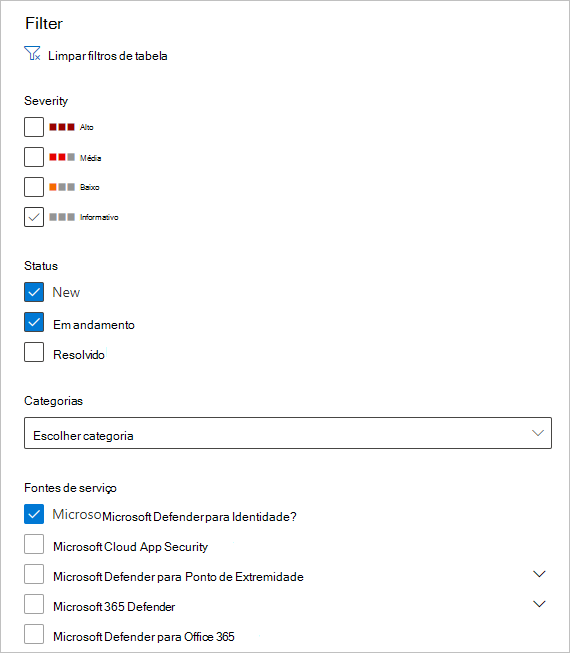 Filter
Limpar filtros de tabela
Severity
Alto
Média
Baixo
Informativo
Status
New
Em andamento
Resolvido
Categorias
Escolher categoria
Fontes de serviço
Microso Microsoft Defender para Identidade?
Microsoft Cloud App Security
Microsoft Defender para Ponto de Extremidade
Microsoft 365 Defender
Microsoft Defender para Office 365